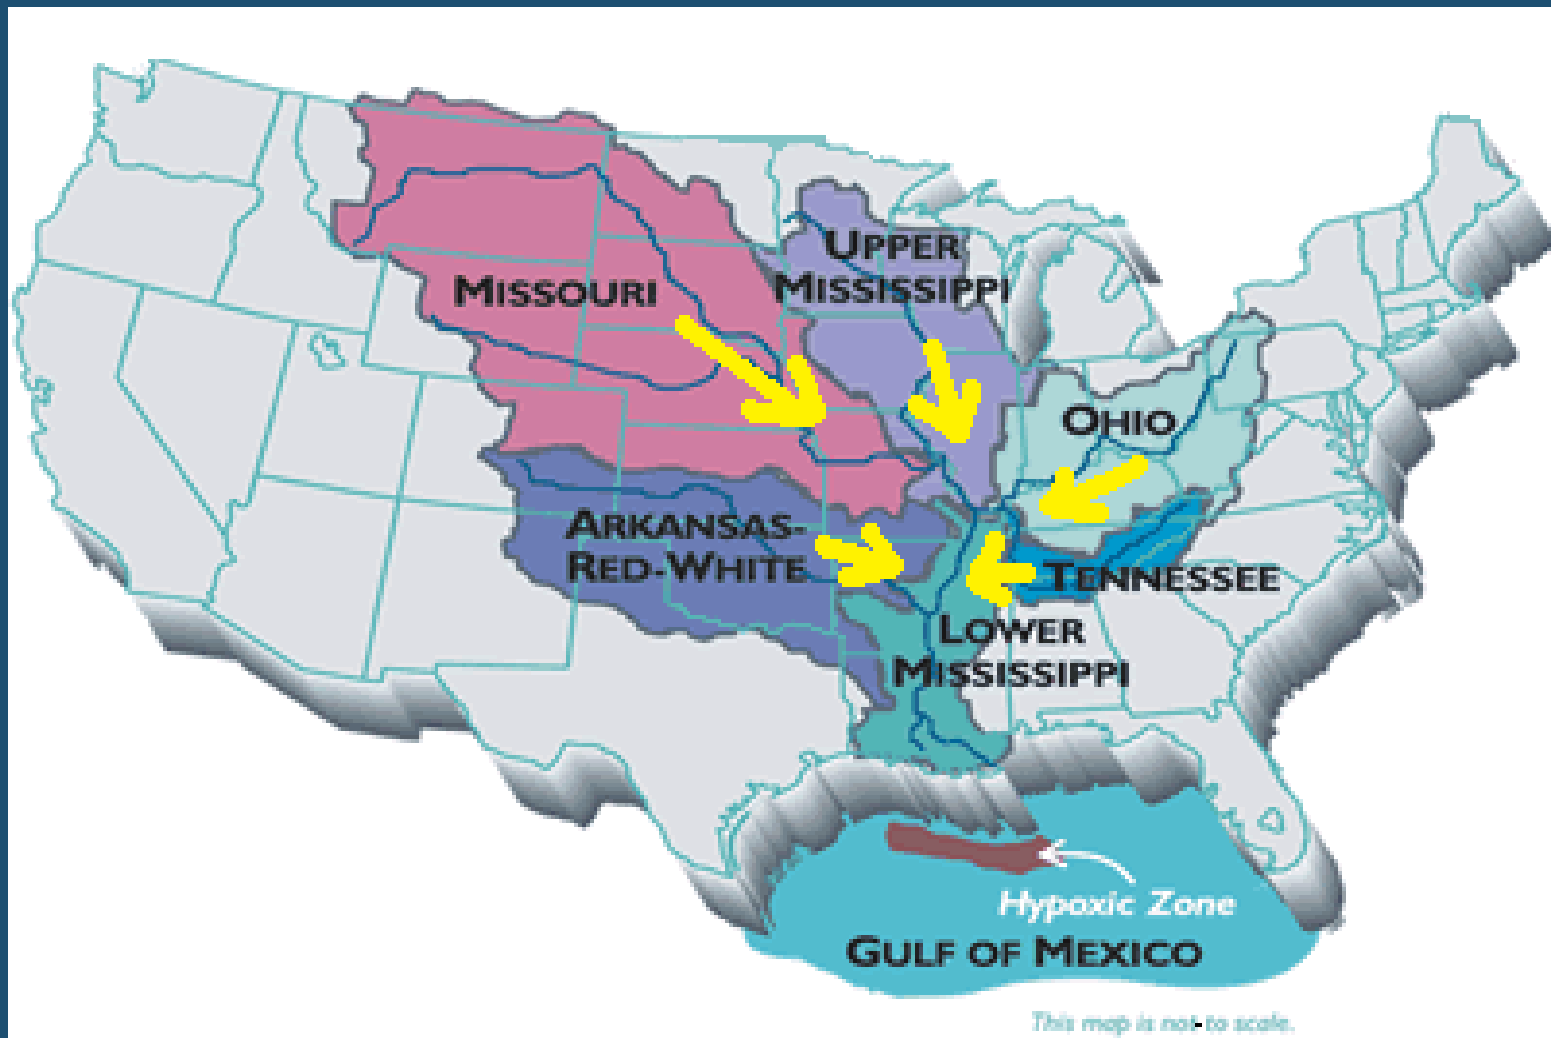 UPPER
MISSISSIPPI
MISSOURI
OHIO
ARKANSAS-
RED-WHITE
TENNESSEE
LOWER
MISSISSIPPI
Hypoxic Zone
GULF OF MEXICO
This map is not to scale.